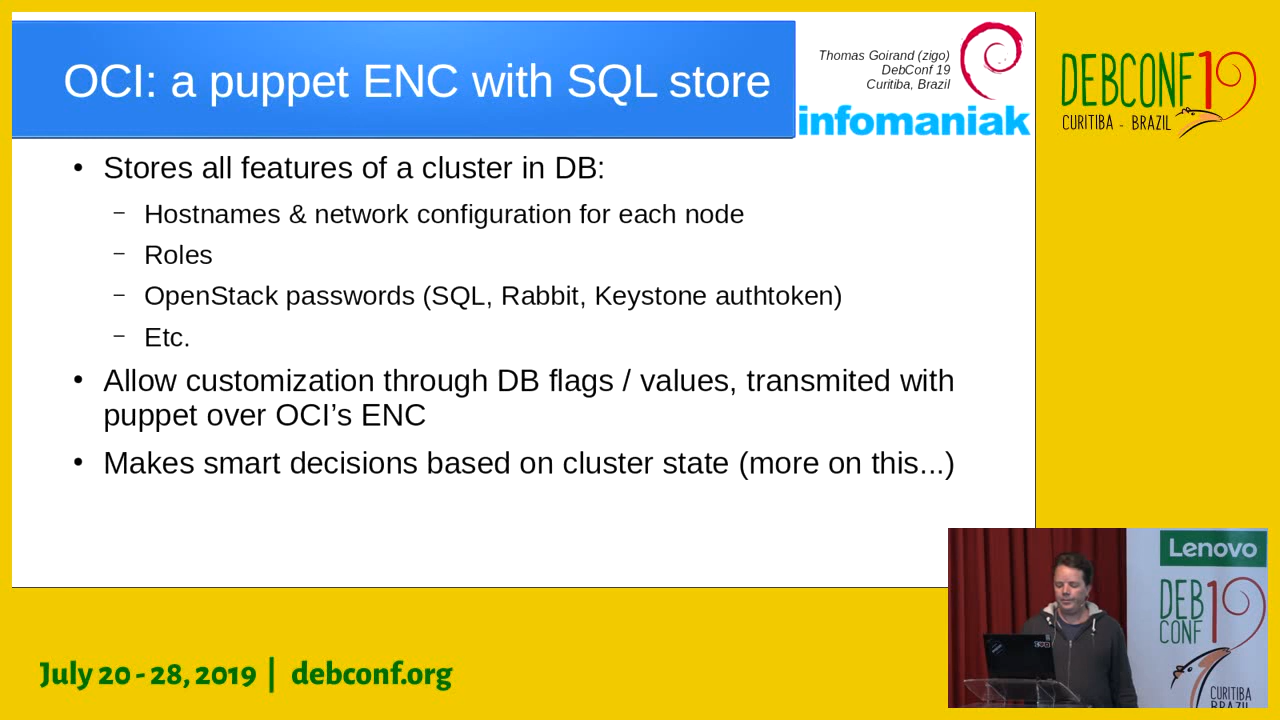 OCI: a puppet ENC with SQL store
Thomas Goirand (zigo)
DebConf 19
Curitiba, Brazil
infomaniak
DEBCONF19
CURITIBA - BRAZIL
• Stores all features of a cluster in DB:
– Hostnames & network configuration for each node
– Roles
– OpenStack passwords (SQL, Rabbit, Keystone authtoken)
– Etc.
• Allow customization through DB flags / values, transmited with
puppet over OCI’s ENC
• Makes smart decisions based on cluster state (more on this...)
Lenovo
DEB19
CONF
CURITIBA
BRAZIL
July 20 - 28, 2019 | debconf.org